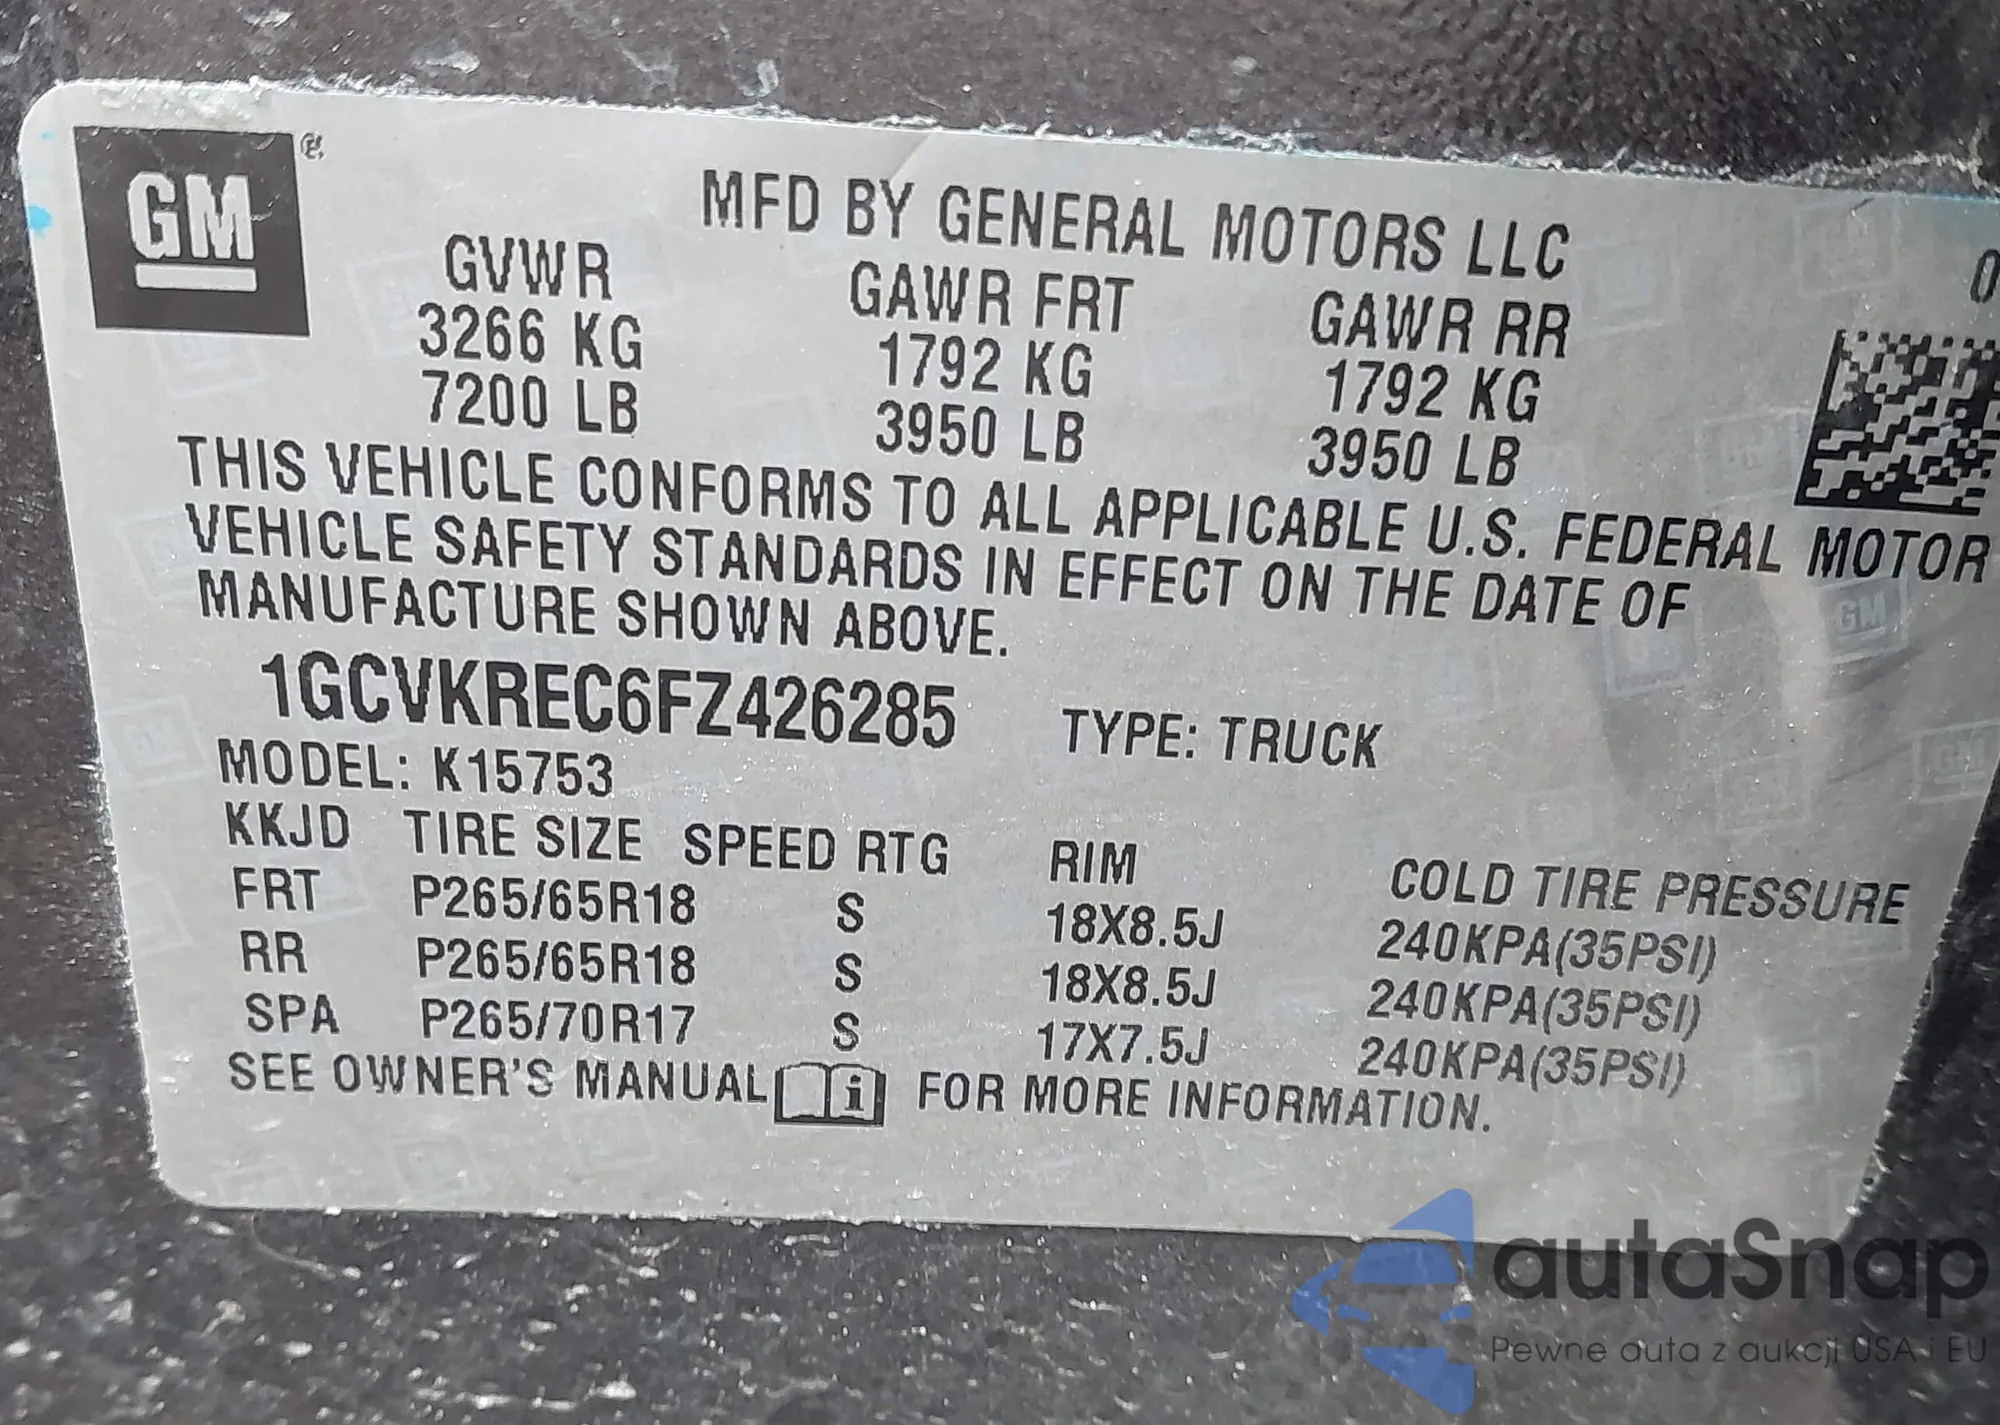 GM
MFD BY GENERAL MOTORS LLC
0
GVWR GAWR FRT GAWR RR
3266 KG 1792 KG 1792 KG
7200 LB 3950 LB 3950 LB
THIS VEHICLE CONFORMS TO ALL APPLICABLE U.S. FEDERAL MOTOR
VEHICLE SAFETY STANDARDS IN EFFECT ON THE DATE OF
MANUFACTURE SHOWN ABOVE.
1GCVKREC6FZ426285 TYPE: TRUCK
MODEL: K15753
KKJD TIRE SIZE SPEED RTG RIM COLD TIRE PRESSURE
FRT P265/65R18 S 18X8.5J 240KPA(35PSI)
RR P265/65R18 S 18X8.5J 240KPA(35PSI)
SPA P265/70R17 S 17X7.5J 240KPA(35PSI)
SEE OWNER'S MANUAL i FOR MORE INFORMATION.
autaSnap
Pewne auta z aukcji USA i EU